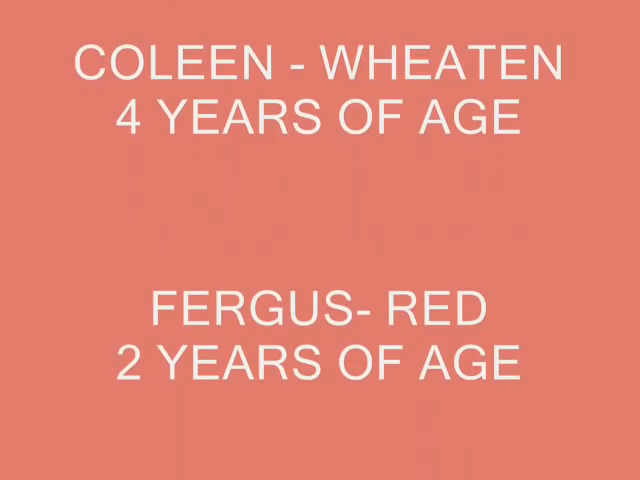 COLEEN - WHEATEN
4 YEARS OF AGE
FERGUS- RED
2 YEARS OF AGE